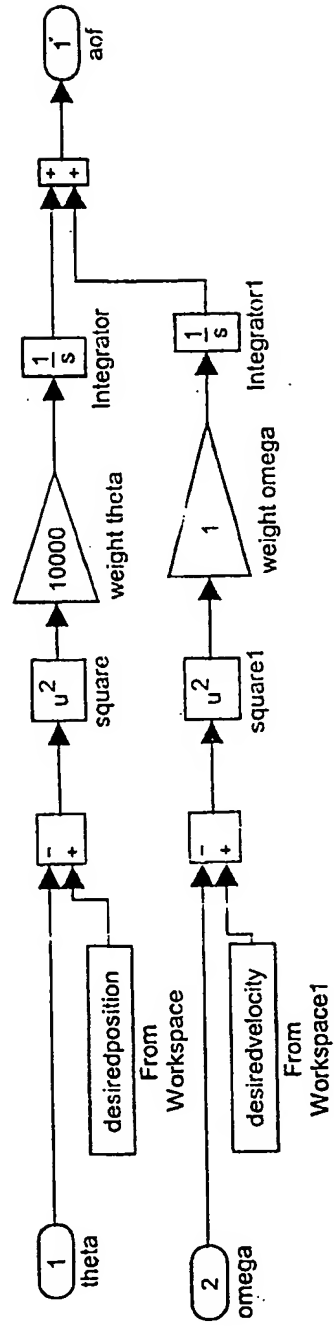 1
theta
desiredposition
From
Workspace
-
+
u²
square
10000
weight theta
1/s
Integrator
+
+
1
aof
2
omega
desiredvelocity
From
Workspace1
-
+
u²
square1
1
weight omega
1/s
Integrator1